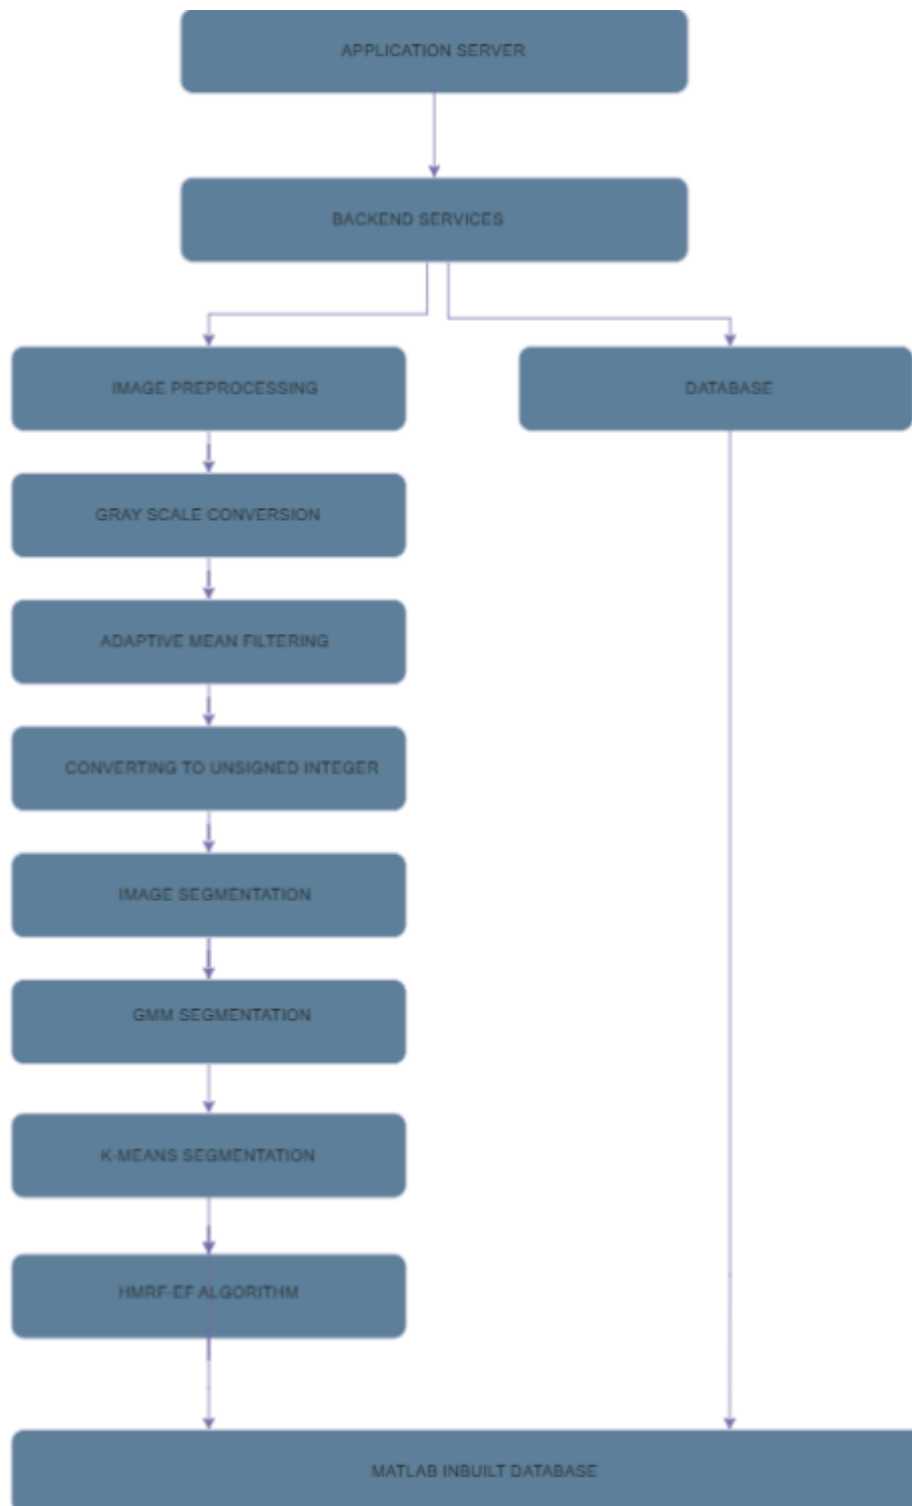 APPLICATION SERVER
BACKEND SERVICES
IMAGE PREPROCESSING
DATABASE
GRAY SCALE CONVERSION
ADAPTIVE MEAN FILTERING
CONVERTING TO UNSIGNED INTEGER
IMAGE SEGMENTATION
GMM SEGMENTATION
K-MEANS SEGMENTATION
HMRF-EF ALGORITHM
MATLAB INBUILT DATABASE